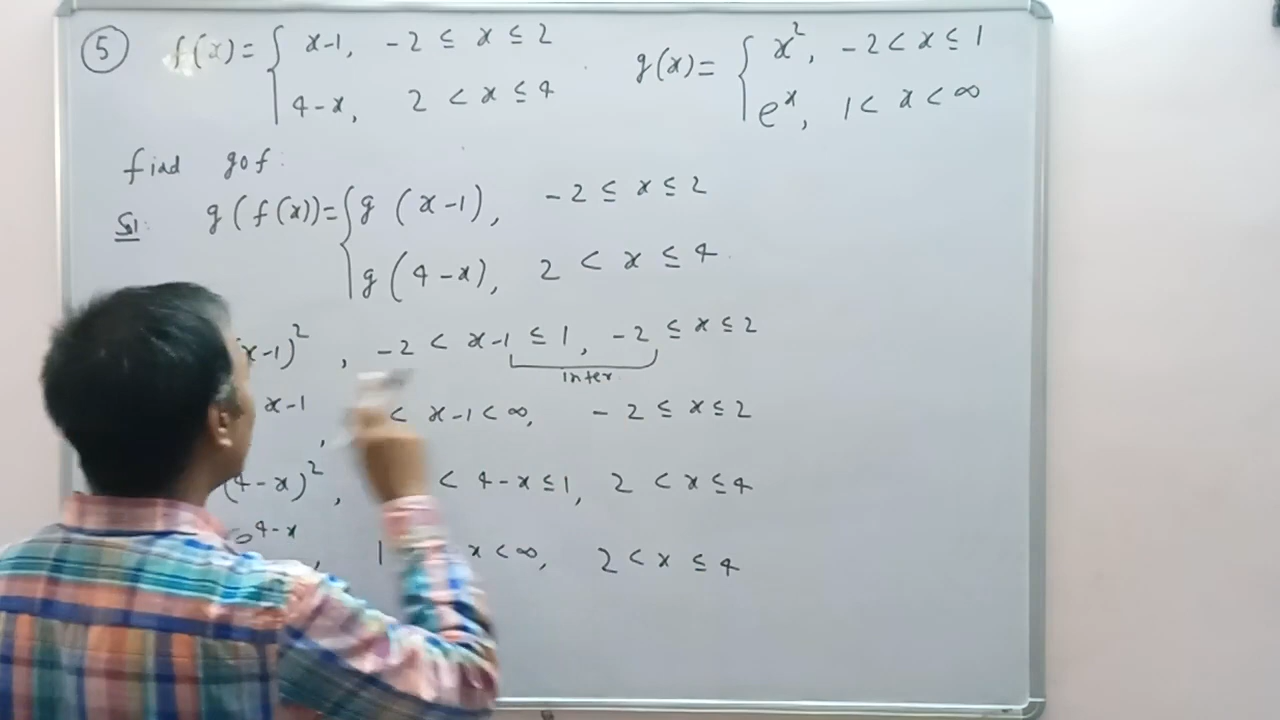 5 f(x) = { x-1, -2 ≤ x ≤ 2 g(x) = { x², -2 < x ≤ 1
4-x, 2 < x ≤ 4 e^x, 1 < x < ∞
find gof.
Sol: g(f(x)) = { g(x-1), -2 ≤ x ≤ 2
g(4-x), 2 < x ≤ 4
x-1)², -2 < x-1 ≤ 1, -2 ≤ x ≤ 2
inter
x-1, < x-1 < ∞, -2 ≤ x ≤ 2
(4-x)², < 4-x ≤ 1, 2 < x ≤ 4
e^4-x, 1 x < ∞, 2 < x ≤ 4